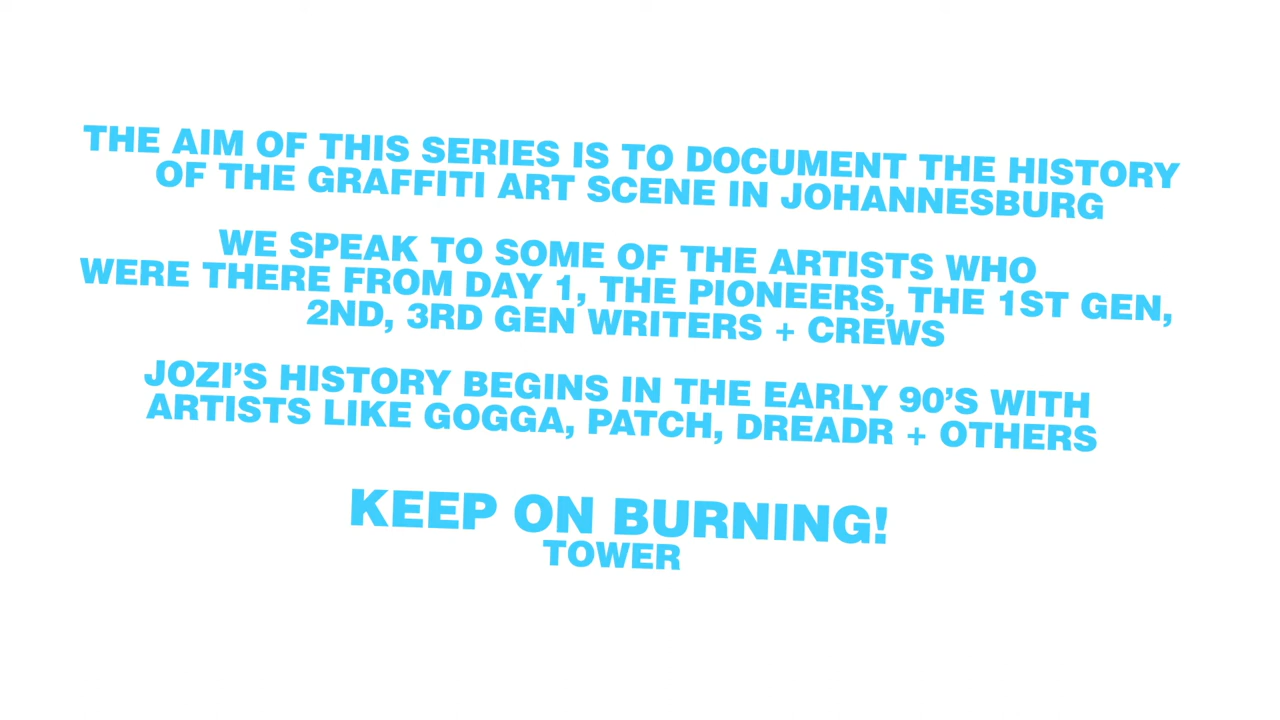 THE AIM OF THIS SERIES IS TO DOCUMENT THE HISTORY
OF THE GRAFFITI ART SCENE IN JOHANNESBURG
WE SPEAK TO SOME OF THE ARTISTS WHO
WERE THERE FROM DAY 1, THE PIONEERS, THE 1ST GEN,
2ND, 3RD GEN WRITERS + CREWS
JOZI’S HISTORY BEGINS IN THE EARLY 90’S WITH
ARTISTS LIKE GOGGA, PATCH, DREADR + OTHERS
KEEP ON BURNING!
TOWER